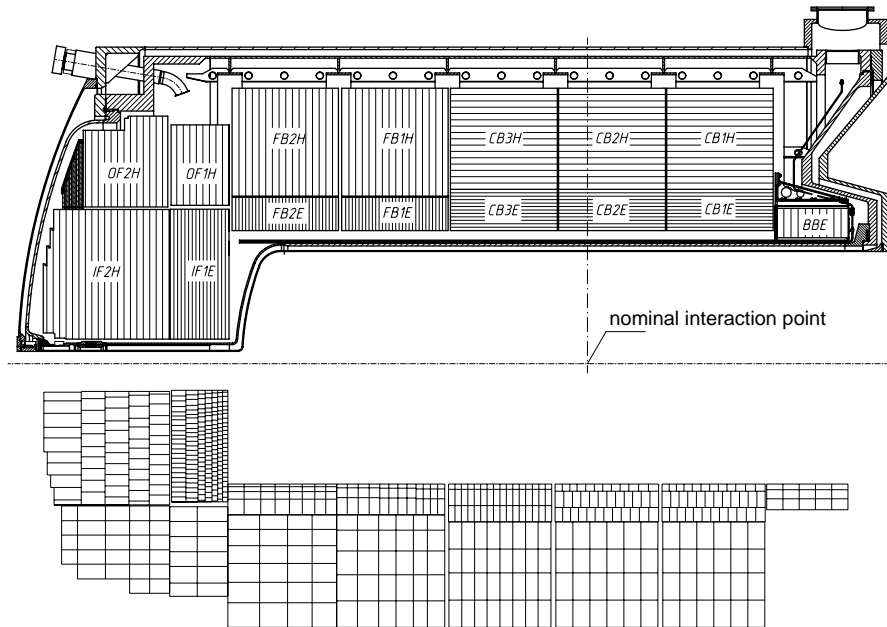 FB2H
FB1H
CB3H
CB2H
CB1H
OF2H
OF1H
FB2E
FB1E
CB3E
CB2E
CB1E
BBE
IF2H
IF1E
nominal interaction point